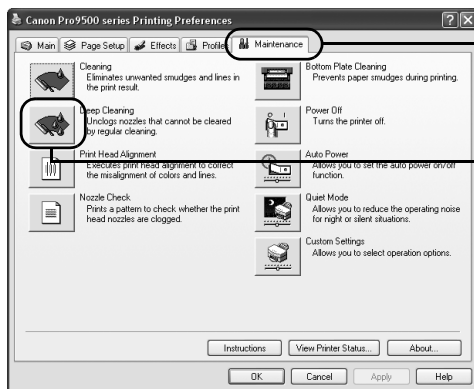 Canon Pro9500 series Printing Preferences
Main Page Setup Effects Profiles Maintenance
Cleaning
Eliminates unwanted smudges and lines in
the print result.
Deep Cleaning
Unclogs nozzles that cannot be cleared
by regular cleaning.
Print Head Alignment
Executes print head alignment to correct
the misalignment of colors and lines.
Nozzle Check
Prints a pattern to check whether the print
head nozzles are clogged.
Bottom Plate Cleaning
Prevents paper smudges during printing.
Power Off
Turns the printer off.
Auto Power
Allows you to set the auto power on/off
function.
Quiet Mode
Allows you to reduce the operating noise
for night or silent situations.
Custom Settings
Allows you to select operation options.
Instructions View Printer Status... About...
OK Cancel Apply Help